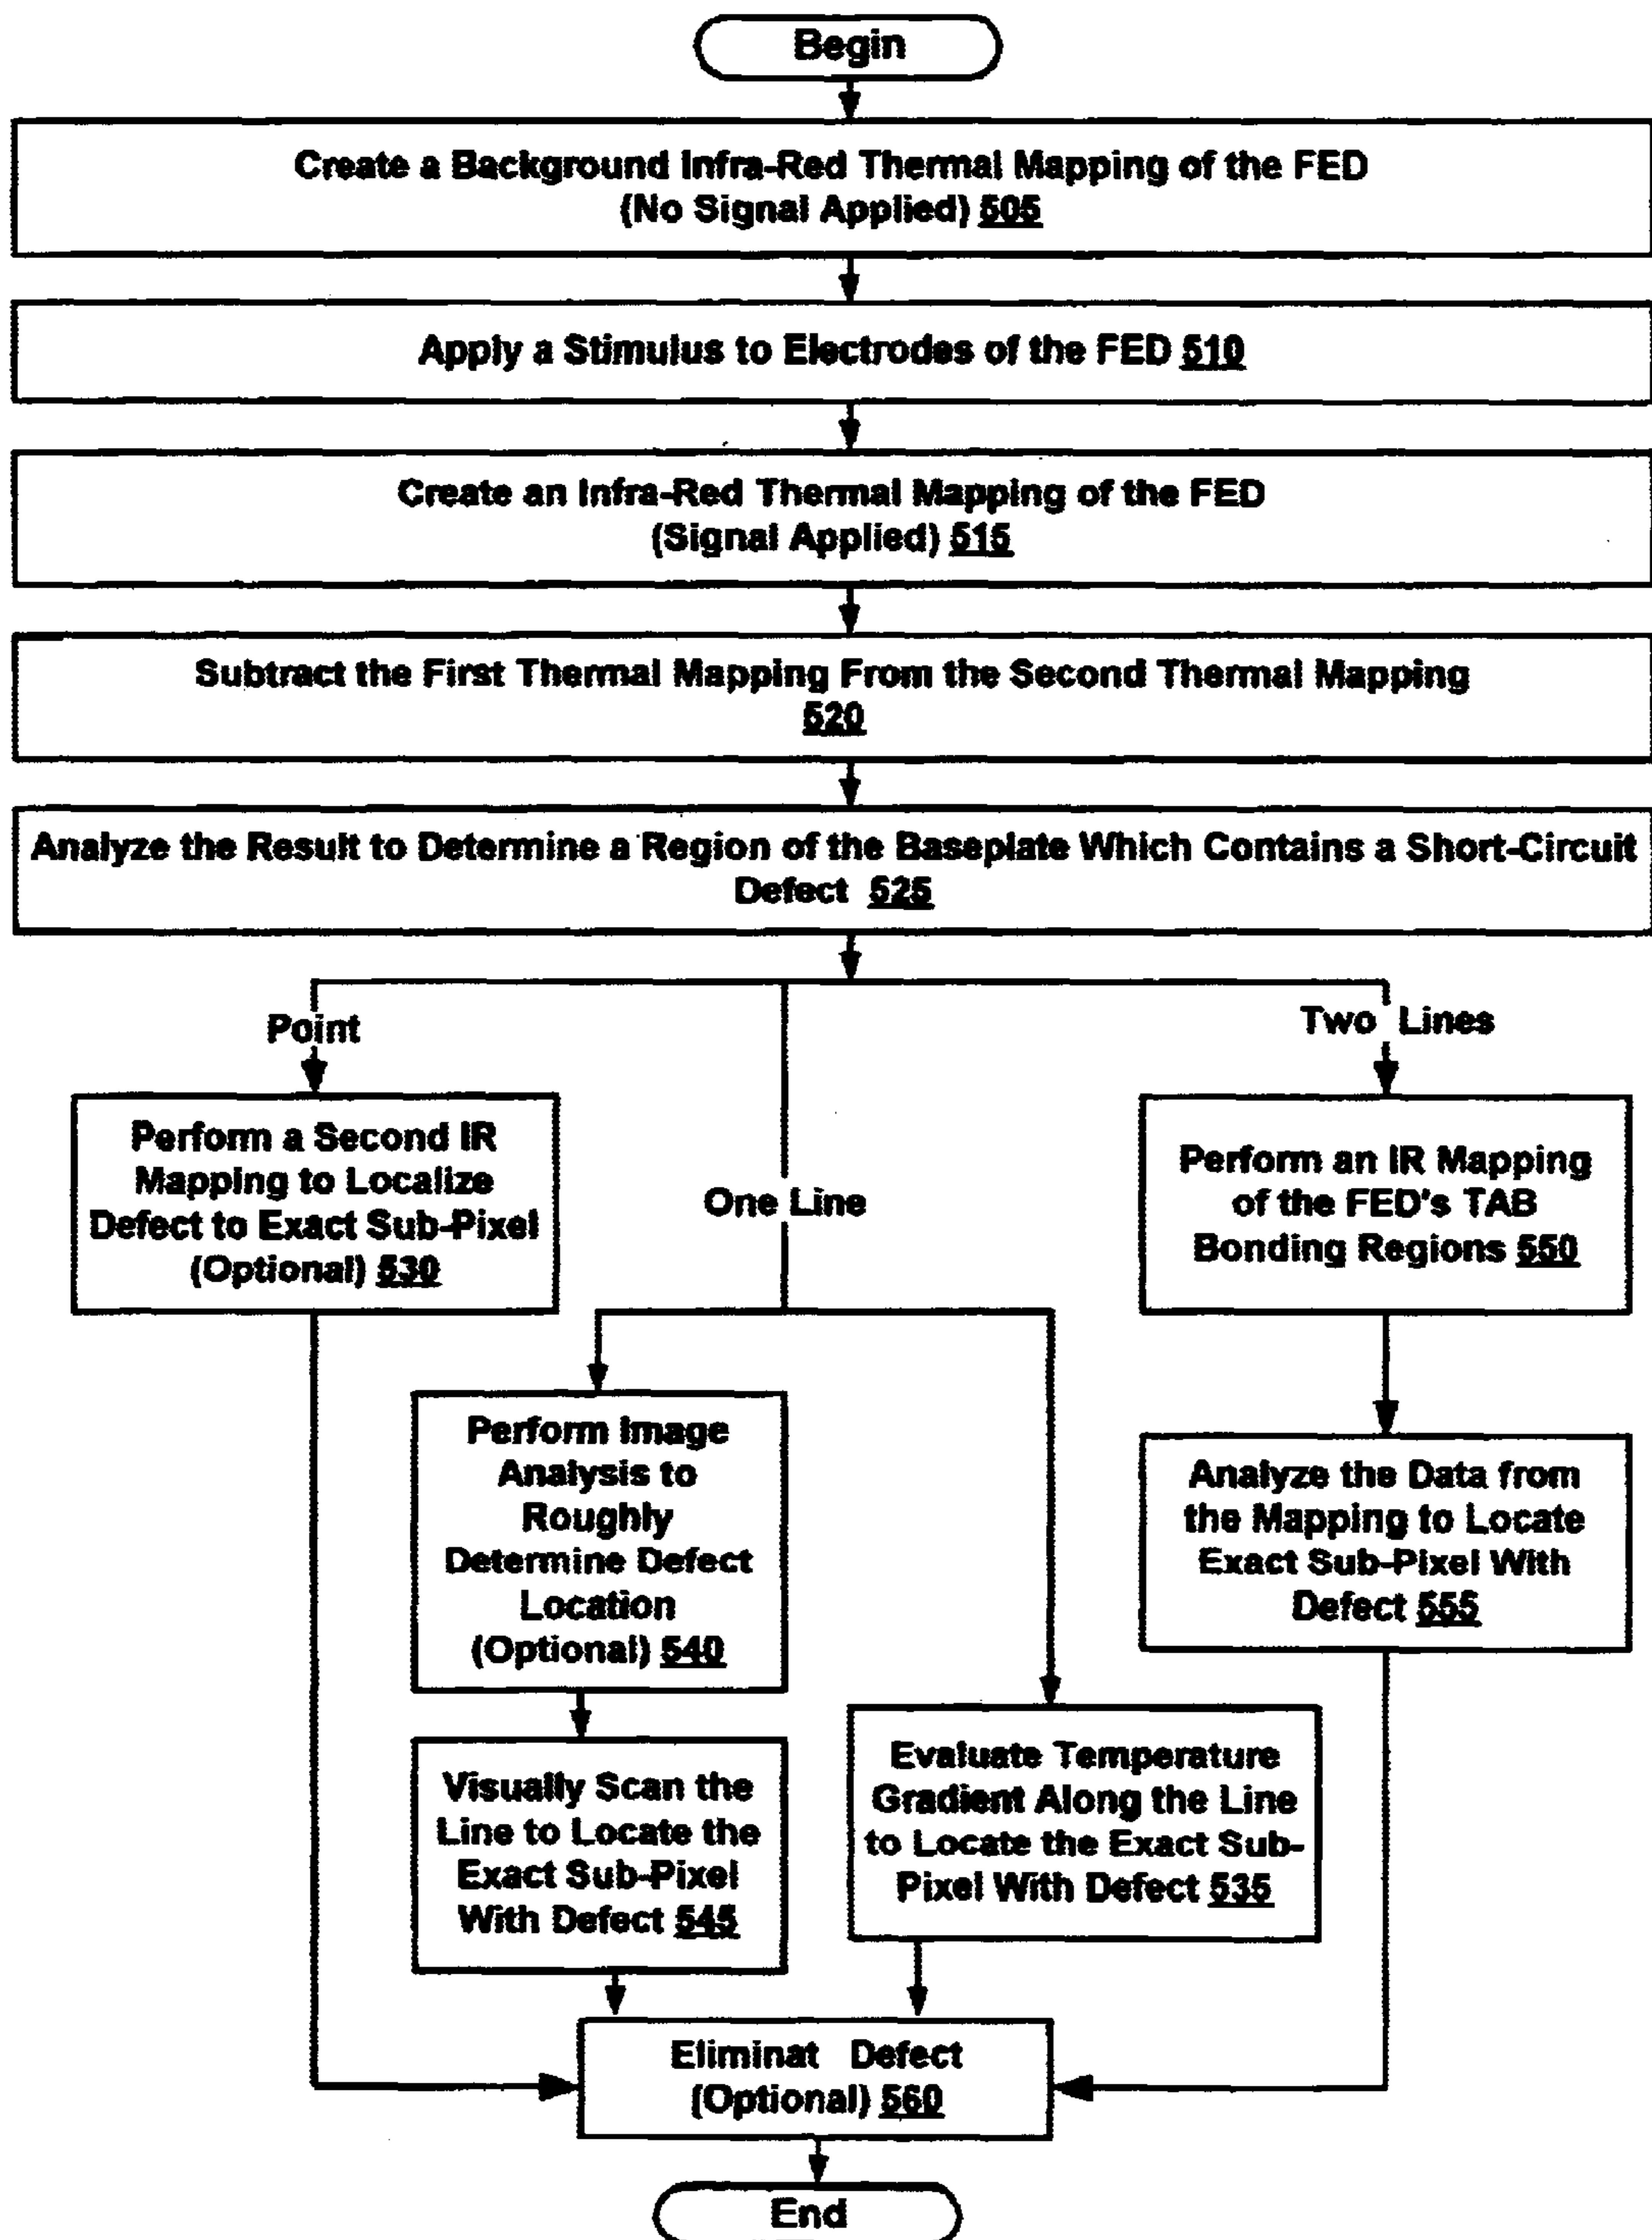 Begin
Create a Background Infra-Red Thermal Mapping of the FED
(No Signal Applied) 505
Apply a Stimulus to Electrodes of the FED 510
Create an Infra-Red Thermal Mapping of the FED
(Signal Applied) 515
Subtract the First Thermal Mapping From the Second Thermal Mapping
520
Analyze the Result to Determine a Region of the Baseplate Which Contains a Short-Circuit
Defect 525
Point
One Line
Two Lines
Perform a Second IR
Mapping to Localize
Defect to Exact Sub-Pixel
(Optional) 530
Perform an IR Mapping
of the FED's TAB
Bonding Regions 550
Perform Image
Analysis to
Roughly
Determine Defect
Location
(Optional) 540
Analyze the Data from
the Mapping to Locate
Exact Sub-Pixel With
Defect 555
Visually Scan the
Line to Locate the
Exact Sub-Pixel
With Defect 545
Evaluate Temperature
Gradient Along the Line
to Locate the Exact Sub-
Pixel With Defect 535
Eliminat Defect
(Optional) 560
End